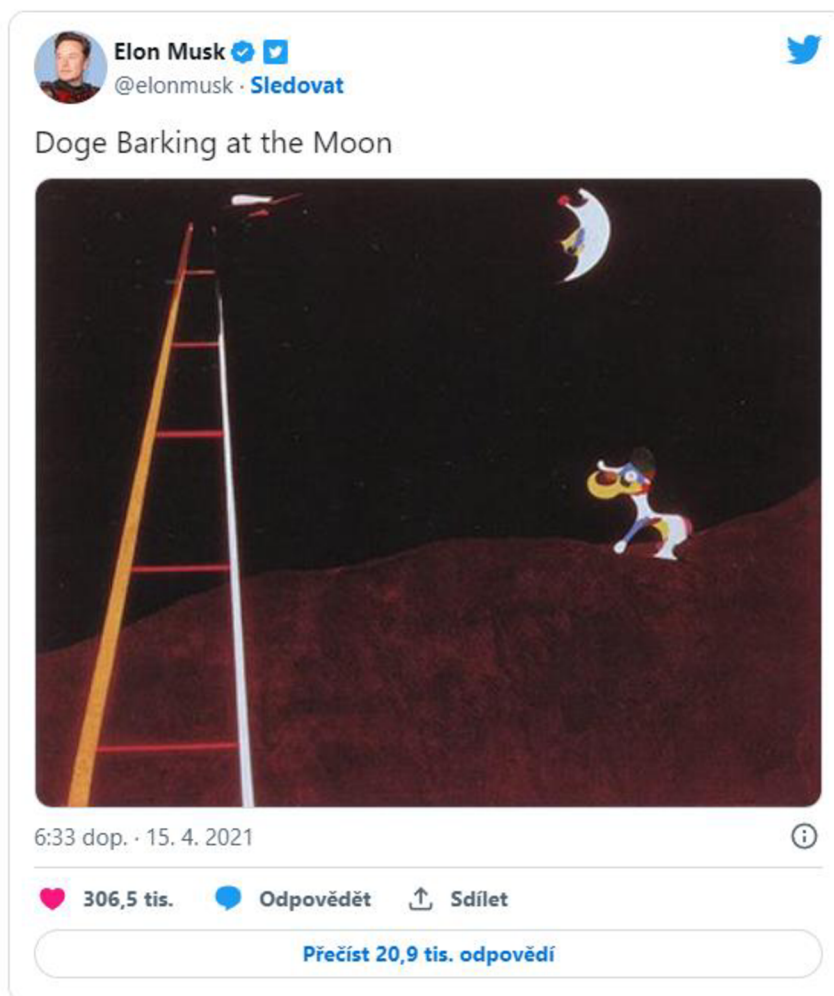 Elon Musk
@elonmusk · Sledovat
Doge Barking at the Moon
6:33 dop. · 15. 4. 2021
306,5 tis. Odpovědět Sdílet
Přečíst 20,9 tis. odpovědí